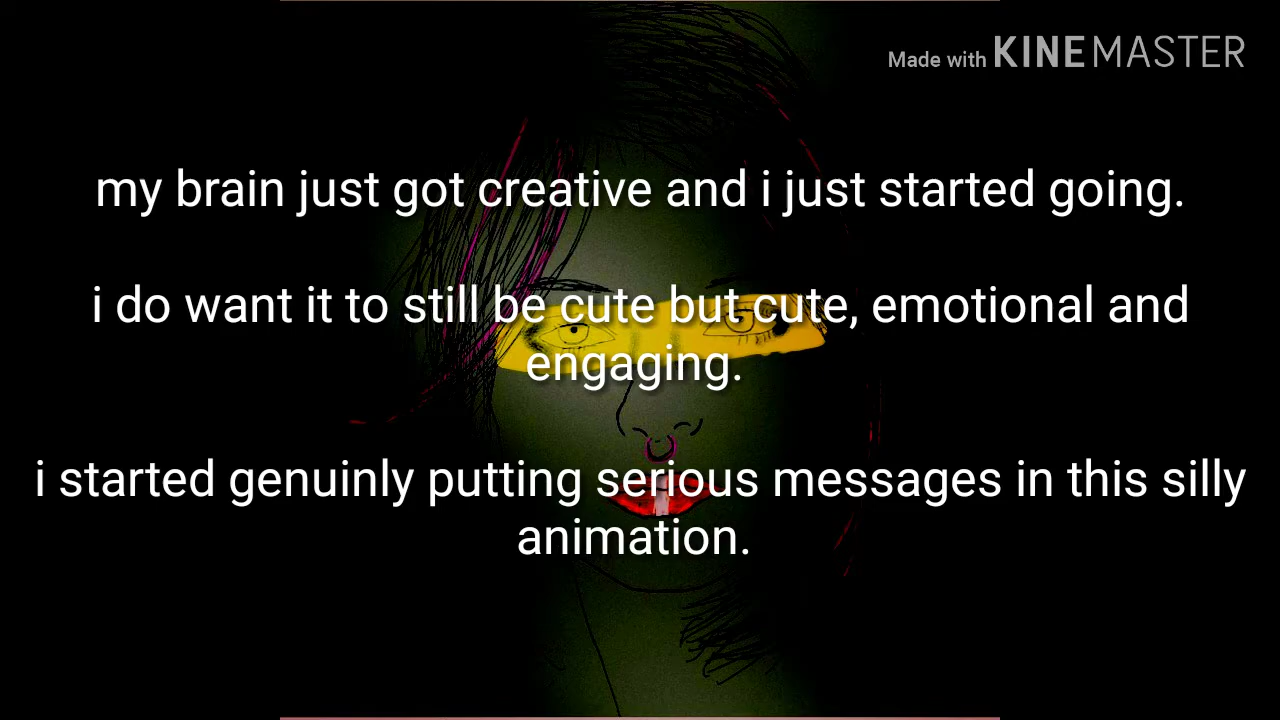 Made with KINEMASTER
my brain just got creative and i just started going.
i do want it to still be cute but cute, emotional and
engaging.
i started genuinly putting serious messages in this silly
animation.